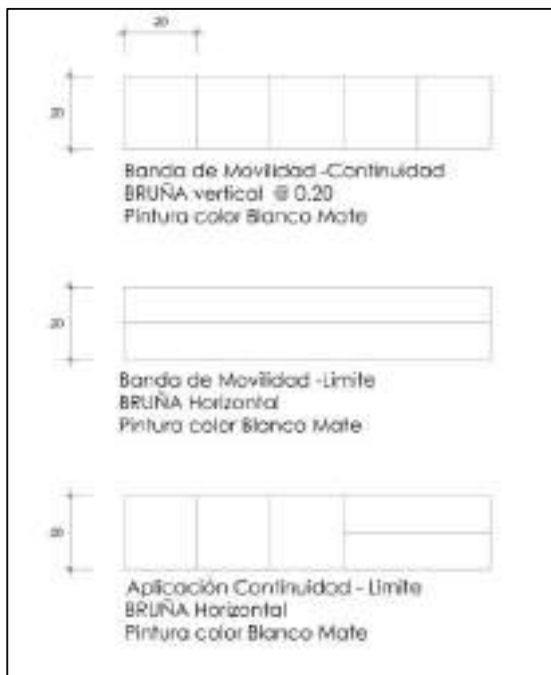 20
20
Banda de Movilidad -Continuidad
BRUÑA vertical @ 0.20
Pintura color Blanco Mate
20
Banda de Movilidad -Limite
BRUÑA Horizontal
Pintura color Blanco Mate
20
Aplicación Continuidad - Limite
BRUÑA Horizontal
Pintura color Blanco Mate